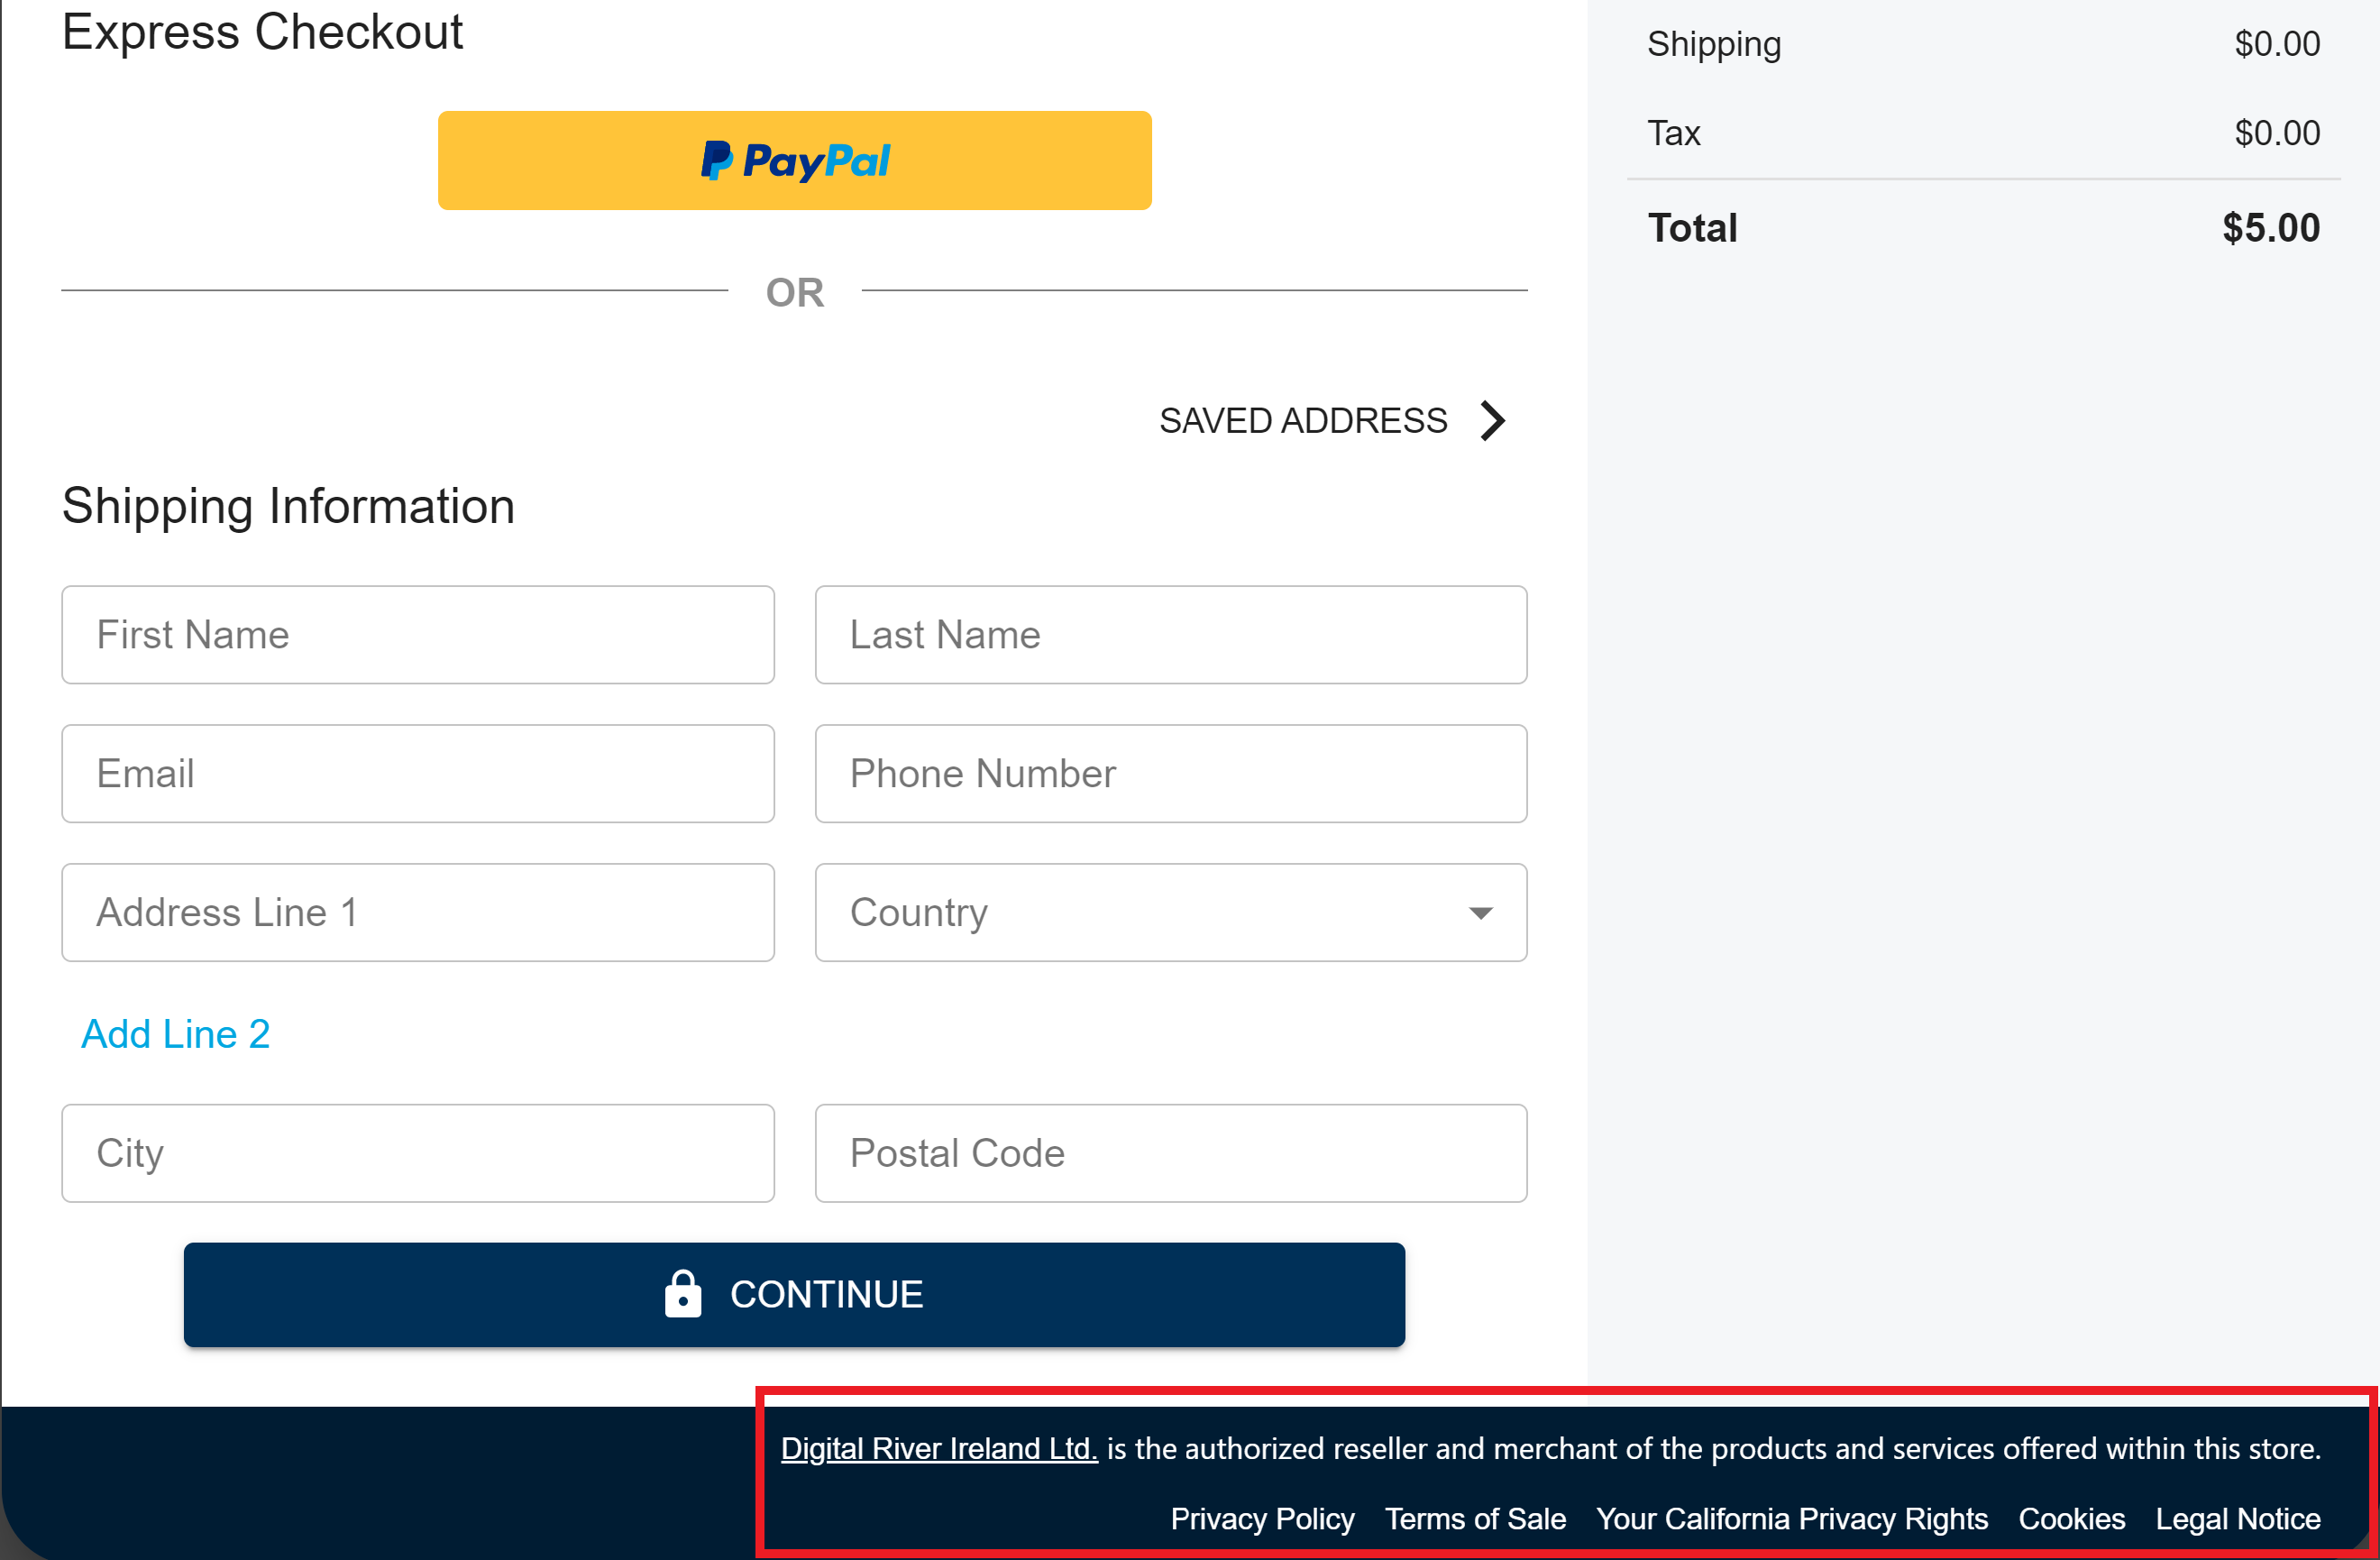 Express Checkout
PayPal
OR
SAVED ADDRESS
Shipping Information
First Name
Last Name
Email
Phone Number
Address Line 1
Country
Add Line 2
City
Postal Code
CONTINUE
Shipping $0.00
Tax $0.00
Total $5.00
Digital River Ireland Ltd. is the authorized reseller and merchant of the products and services offered within this store.
Privacy Policy Terms of Sale Your California Privacy Rights Cookies Legal Notice